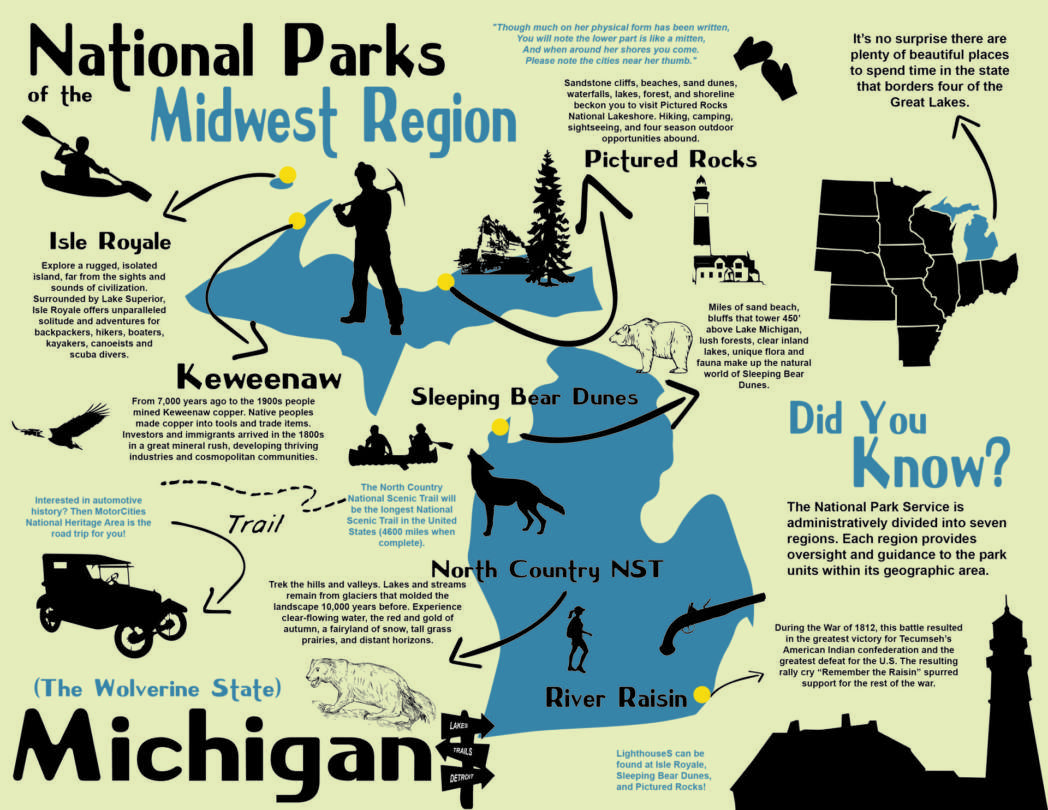 National Parks
of the
Midwest Region
"Though much on her physical form has been written,
You will note the lower part is like a mitten,
And when around her shores you come.
Please note the cities near her thumb."
Sandstone cliffs, beaches, sand dunes,
waterfalls, lakes, forest, and shoreline
beckon you to visit Pictured Rocks
National Lakeshore. Hiking, camping,
sightseeing, and four season outdoor
opportunities abound.
Pictured Rocks
It's no surprise there are
plenty of beautiful places
to spend time in the state
that borders four of the
Great Lakes.
Isle Royale
Explore a rugged, isolated
island, far from the sights and
sounds of civilization.
Surrounded by Lake Superior,
Isle Royale offers unparalleled
solitude and adventures for
backpackers, hikers, boaters,
kayakers, canoeists and
scuba divers.
Keweenaw
From 7,000 years ago to the 1900s people
mined Keweenaw copper. Native peoples
made copper into tools and trade items.
Investors and immigrants arrived in the 1800s
in a great mineral rush, developing thriving
industries and cosmopolitan communities.
Miles of sand beach,
bluffs that tower 450'
above Lake Michigan,
lush forests, clear inland
lakes, unique flora and
fauna make up the natural
world of Sleeping Bear
Dunes.
Sleeping Bear Dunes
Did You
Know?
The National Park Service is
administratively divided into seven
regions. Each region provides
oversight and guidance to the park
units within its geographic area.
Interested in automotive
history? Then MotorCities
National Heritage Area is the
road trip for you!
Trail
The North Country
National Scenic Trail will
be the longest National
Scenic Trail in the United
States (4600 miles when
complete).
North Country NST
Trek the hills and valleys. Lakes and streams
remain from glaciers that molded the
landscape 10,000 years before. Experience
clear-flowing water, the red and gold of
autumn, a fairyland of snow, tall grass
prairies, and distant horizons.
During the War of 1812, this battle resulted
in the greatest victory for Tecumseh's
American Indian confederation and the
greatest defeat for the U.S. The resulting
rally cry "Remember the Raisin" spurred
support for the rest of the war.
River Raisin
(The Wolverine State)
Michigan
LAKES
TRAILS
DETROIT
LighthouseS can be
found at Isle Royale,
Sleeping Bear Dunes,
and Pictured Rocks!